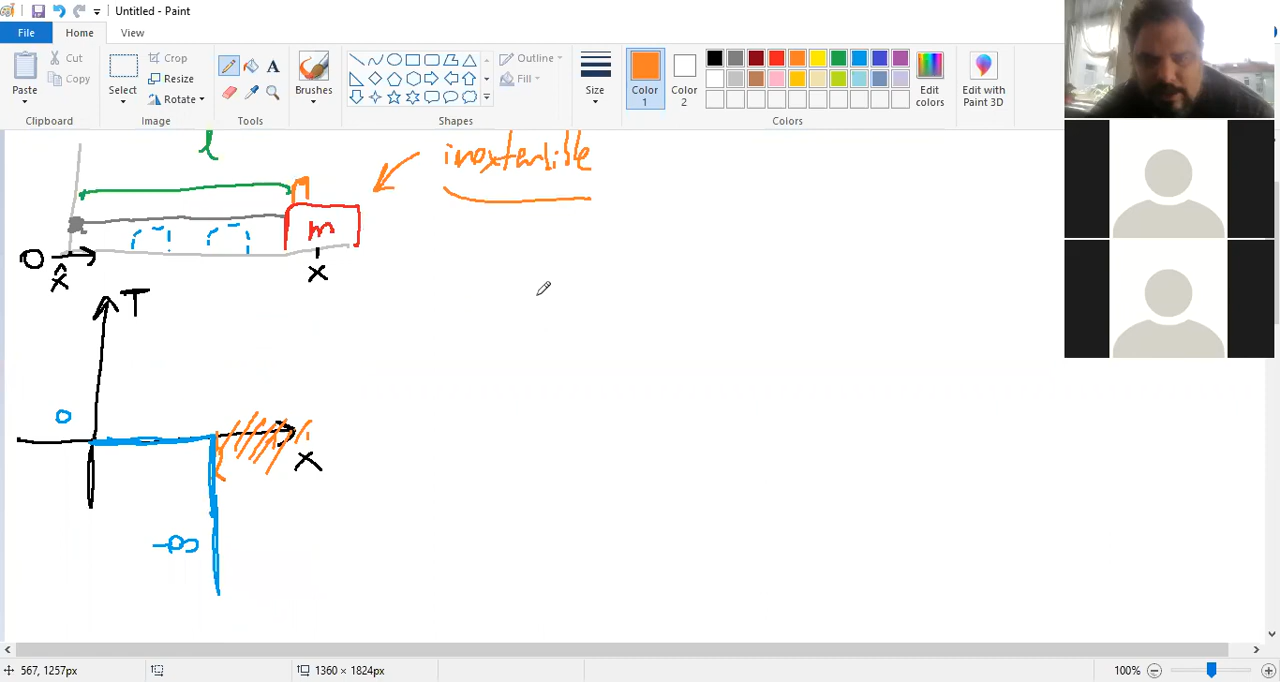 Untitled - Paint
File Home View
Paste
Cut
Copy
Clipboard
Select
Crop
Resize
Rotate
Image
A
Tools
Brushes
Shapes
Outline
Fill
Size
Color 1
Color 2
Edit colors
Edit with Paint 3D
Colors
l
inextensible
m
O
x̂
x
T
0
x
-∞
567, 1257px
1360 × 1824px
100%